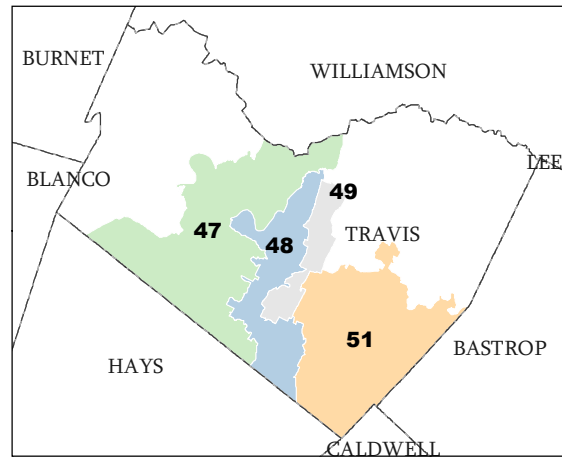 BURNET
WILLIAMSON
LEE
BLANCO
49
47
TRAVIS
48
51
BASTROP
HAYS
CALDWELL